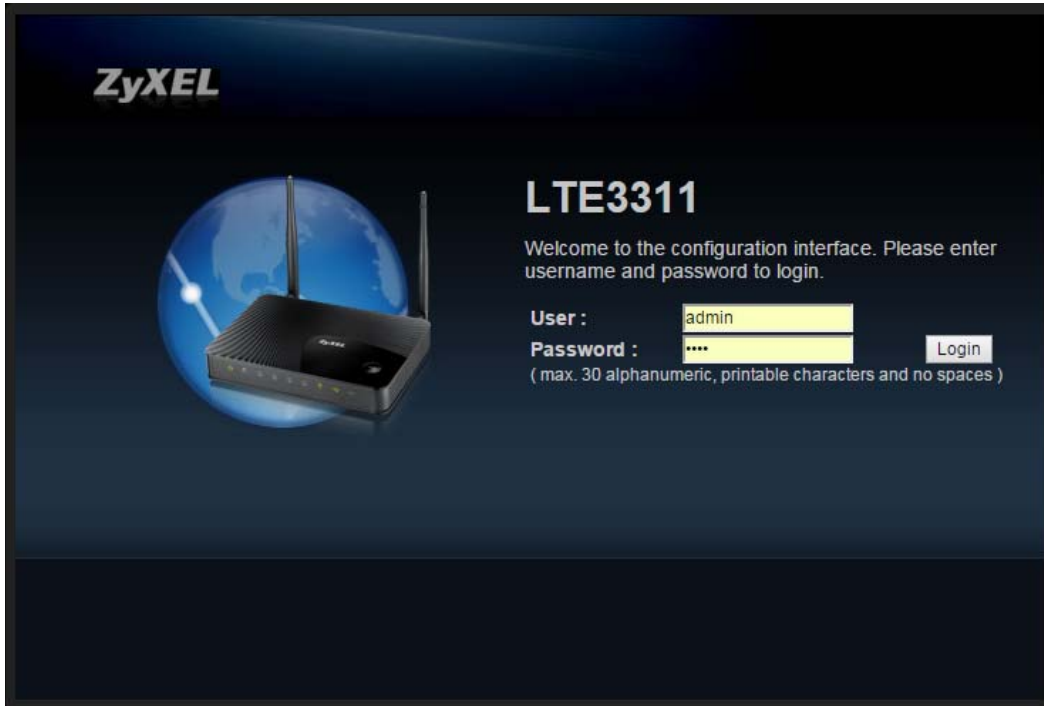 ZyXEL
LTE3311
Welcome to the configuration interface. Please enter
username and password to login.
User :
admin
Password :
••••
Login
( max. 30 alphanumeric, printable characters and no spaces )
ZyXEL